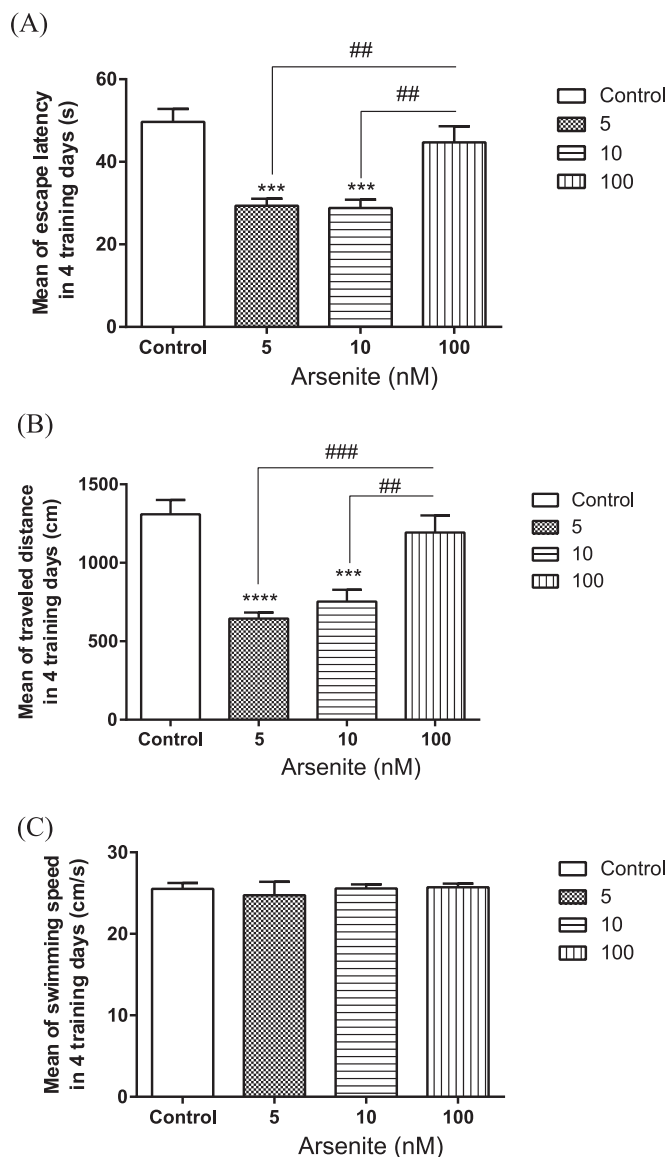 (A)
##
##
60
40
20
0
Mean of escape latency
in 4 training days (s)
***
***
Control
5
10
100
Arsenite (nM)
Control
5
10
100
(B)
###
##
1500
1000
500
0
Mean of traveled distance
in 4 training days (cm)
****
***
Control
5
10
100
Arsenite (nM)
Control
5
10
100
(C)
30
20
10
0
Mean of swimming speed
in 4 training days (cm/s)
Control
5
10
100
Arsenite (nM)
Control
5
10
100